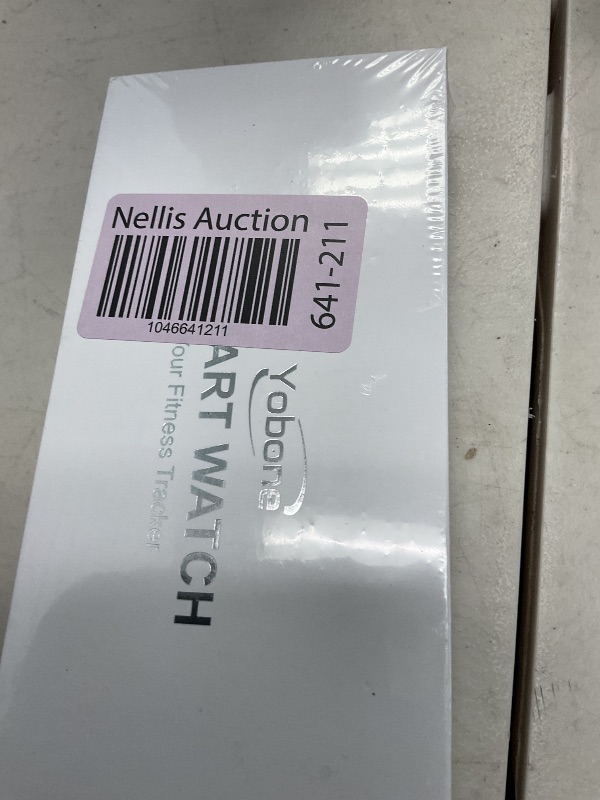 Nellis Auction
641-211
1046641211
Yobone
ART WATCH
our Fitness Tracker